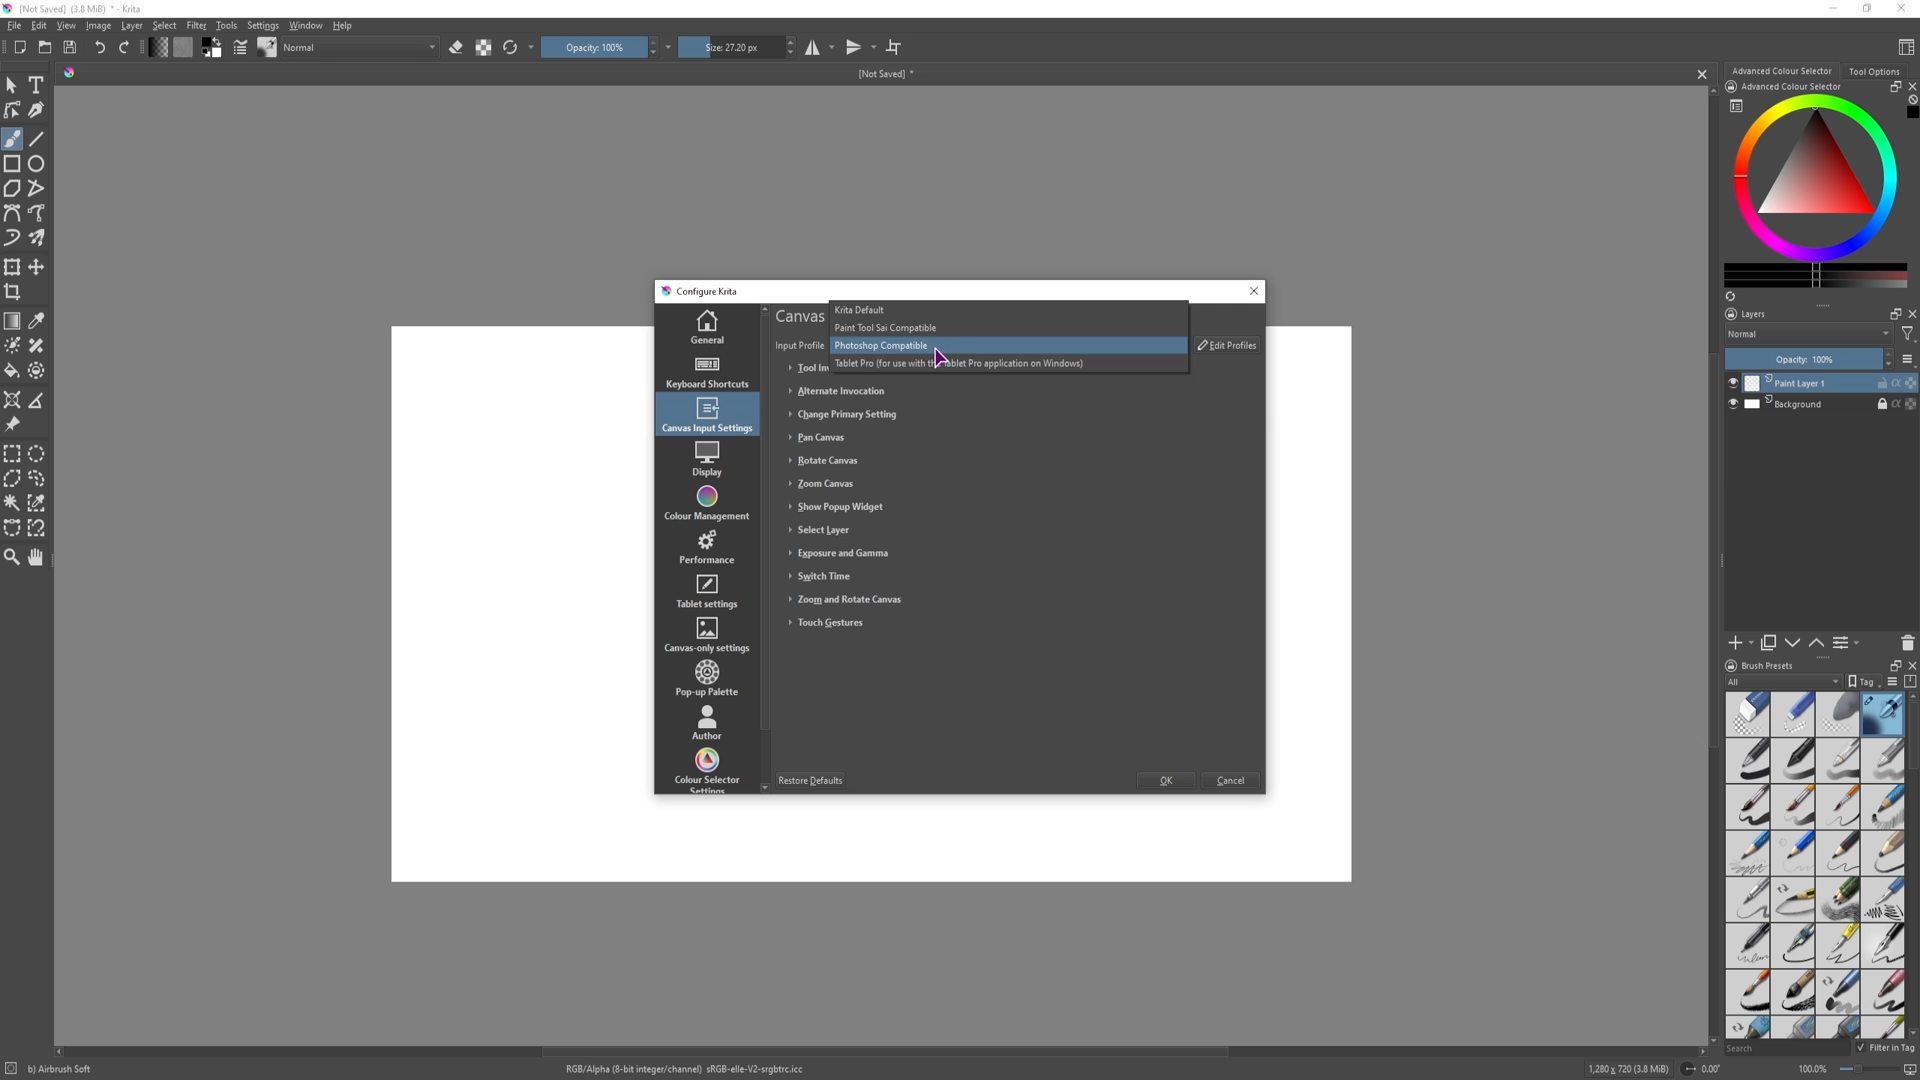 [Not Saved] (3.8 MiB) * - Krita
File Edit View Image Layer Select Filter Tools Settings Window Help
Normal
Opacity: 100%
Size: 27.20 px
[Not Saved] *
Advanced Colour Selector
Tool Options
Advanced Colour Selector
Layers
Normal
Opacity: 100%
Paint Layer 1
Background
Brush Presets
All
Tag
Search
Filter in Tag
Configure Krita
General
Keyboard Shortcuts
Canvas Input Settings
Display
Colour Management
Performance
Tablet settings
Canvas-only settings
Pop-up Palette
Author
Colour Selector
Settings
Canvas
Input Profile
Krita Default
Paint Tool Sai Compatible
Photoshop Compatible
Tablet Pro (for use with the Tablet Pro application on Windows)
Edit Profiles
Tool In
Alternate Invocation
Change Primary Setting
Pan Canvas
Rotate Canvas
Zoom Canvas
Show Popup Widget
Select Layer
Exposure and Gamma
Switch Time
Zoom and Rotate Canvas
Touch Gestures
Restore Defaults
OK
Cancel
b) Airbrush Soft
RGB/Alpha (8-bit integer/channel) sRGB-elle-V2-srgbtrc.icc
1,280 x 720 (3.8 MiB)
0.00°
100.0%